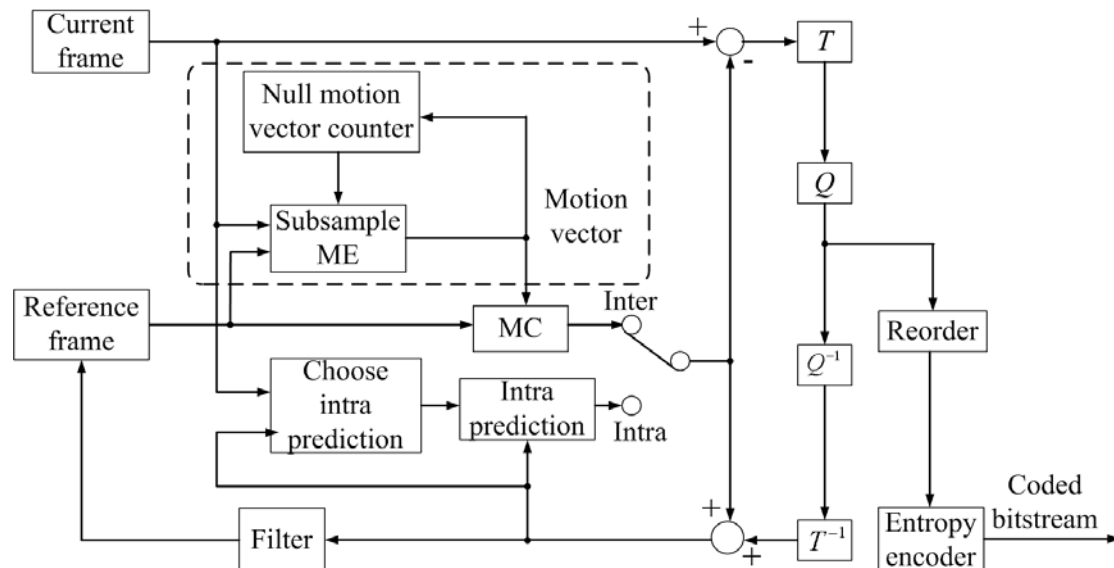 Current
frame
+
-
T
Null motion
vector counter
Subsample
ME
Motion
vector
Q
Reference
frame
MC
Inter
Reorder
Q⁻¹
Choose
intra
prediction
Intra
prediction
Intra
Filter
+
+
T⁻¹
Entropy
encoder
Coded
bitstream